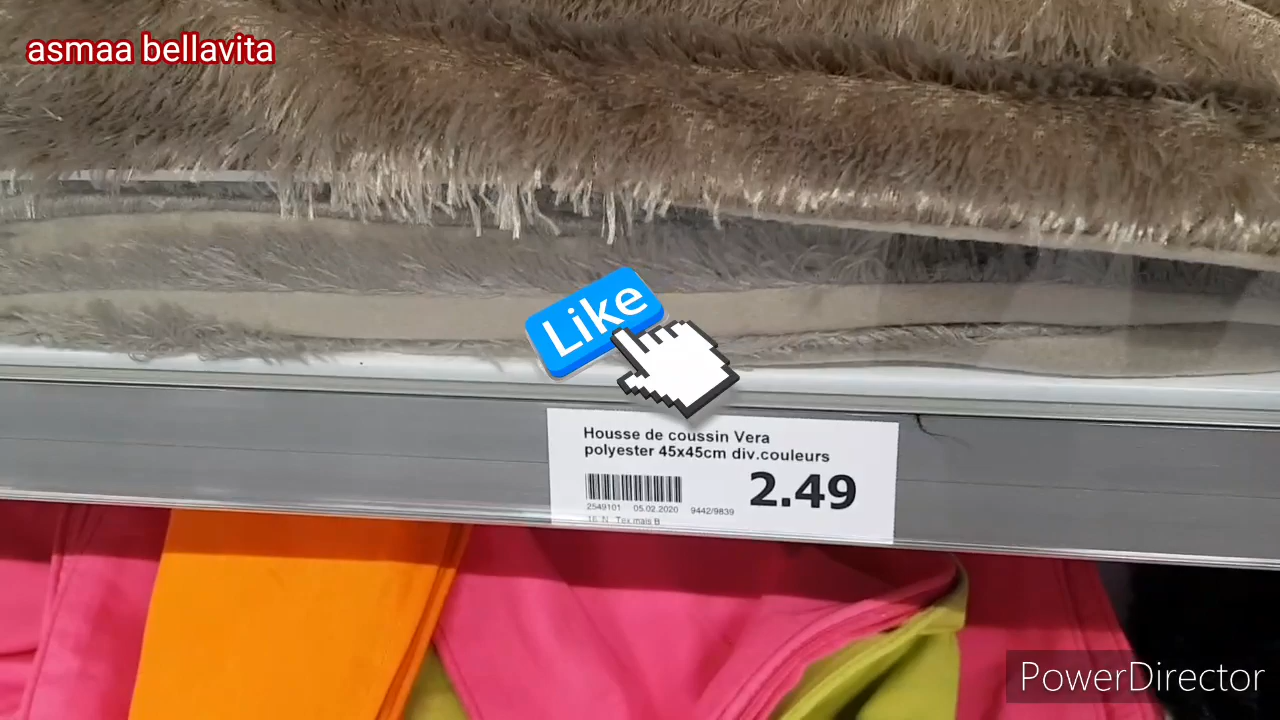 asmaa bellavita
Like
Housse de coussin Vera
polyester 45x45cm div.couleurs
2.49
2549101 05.02.2020 9442/9839
PowerDirector